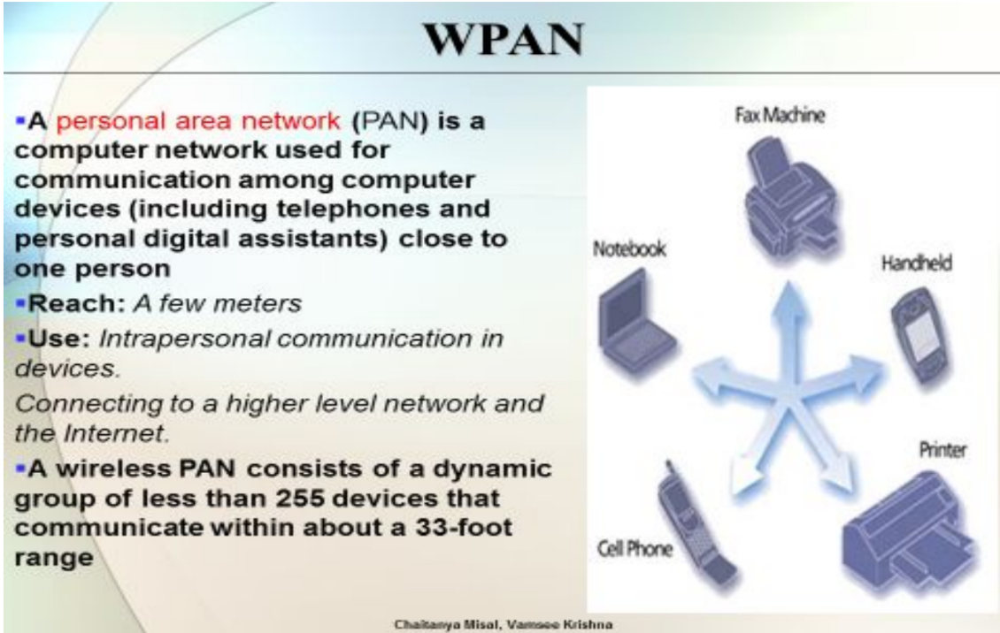 WPAN
▪A personal area network (PAN) is a
computer network used for
communication among computer
devices (including telephones and
personal digital assistants) close to
one person
▪Reach: A few meters
▪Use: Intrapersonal communication in
devices.
Connecting to a higher level network and
the Internet.
▪A wireless PAN consists of a dynamic
group of less than 255 devices that
communicate within about a 33-foot
range
Fax Machine
Notebook
Handheld
Printer
Cell Phone
Chaitanya Misal, Vamsee Krishna